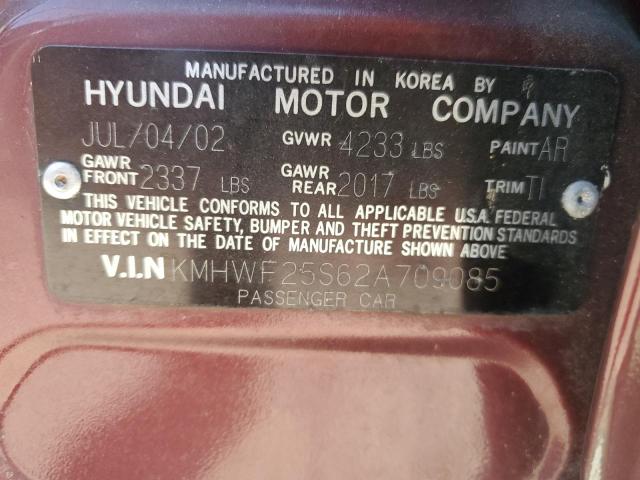 MANUFACTURED IN KOREA BY
HYUNDAI MOTOR COMPANY
JUL/04/02 GVWR 4233 LBS PAINT AR
GAWR FRONT 2337 LBS GAWR REAR 2017 LBS TRIM TI
THIS VEHICLE CONFORMS TO ALL APPLICABLE U.S.A. FEDERAL
MOTOR VEHICLE SAFETY, BUMPER AND THEFT PREVENTION STANDARDS
IN EFFECT ON THE DATE OF MANUFACTURE SHOWN ABOVE
V.I.N KMHWF25S62A709085
PASSENGER CAR